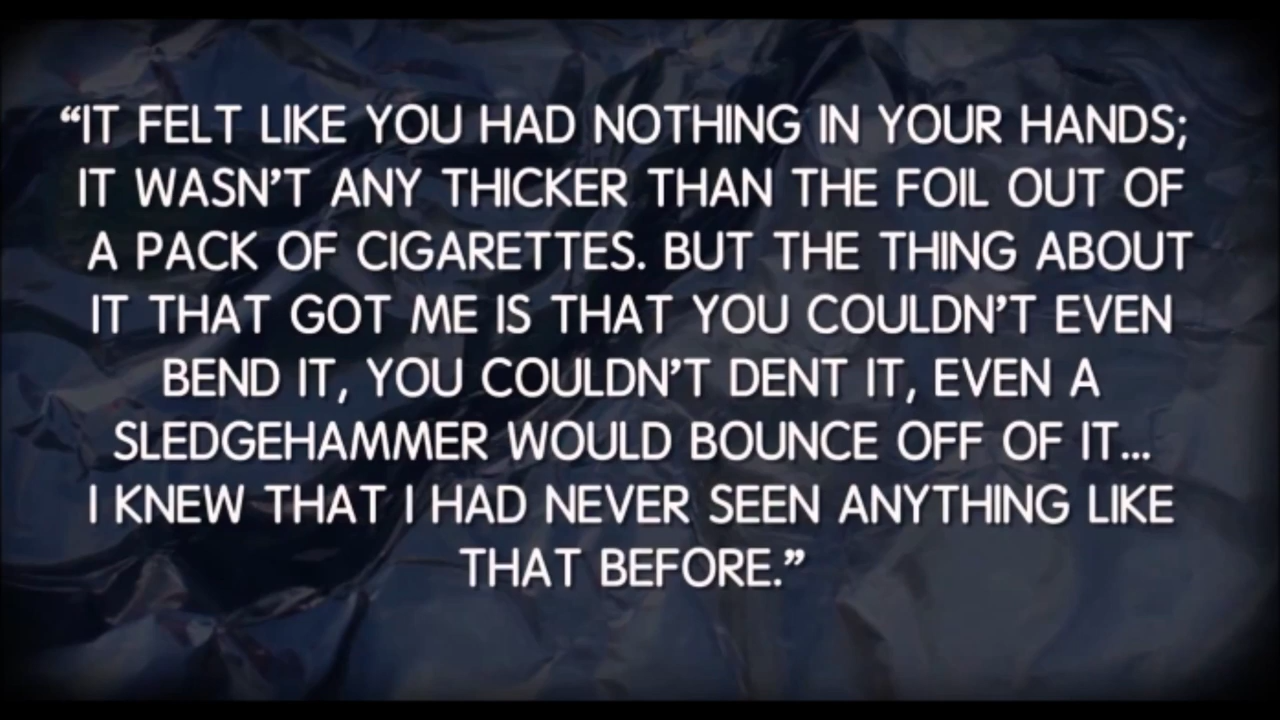 “IT FELT LIKE YOU HAD NOTHING IN YOUR HANDS;
IT WASN’T ANY THICKER THAN THE FOIL OUT OF
A PACK OF CIGARETTES. BUT THE THING ABOUT
IT THAT GOT ME IS THAT YOU COULDN’T EVEN
BEND IT, YOU COULDN’T DENT IT, EVEN A
SLEDGEHAMMER WOULD BOUNCE OFF OF IT...
I KNEW THAT I HAD NEVER SEEN ANYTHING LIKE
THAT BEFORE.”